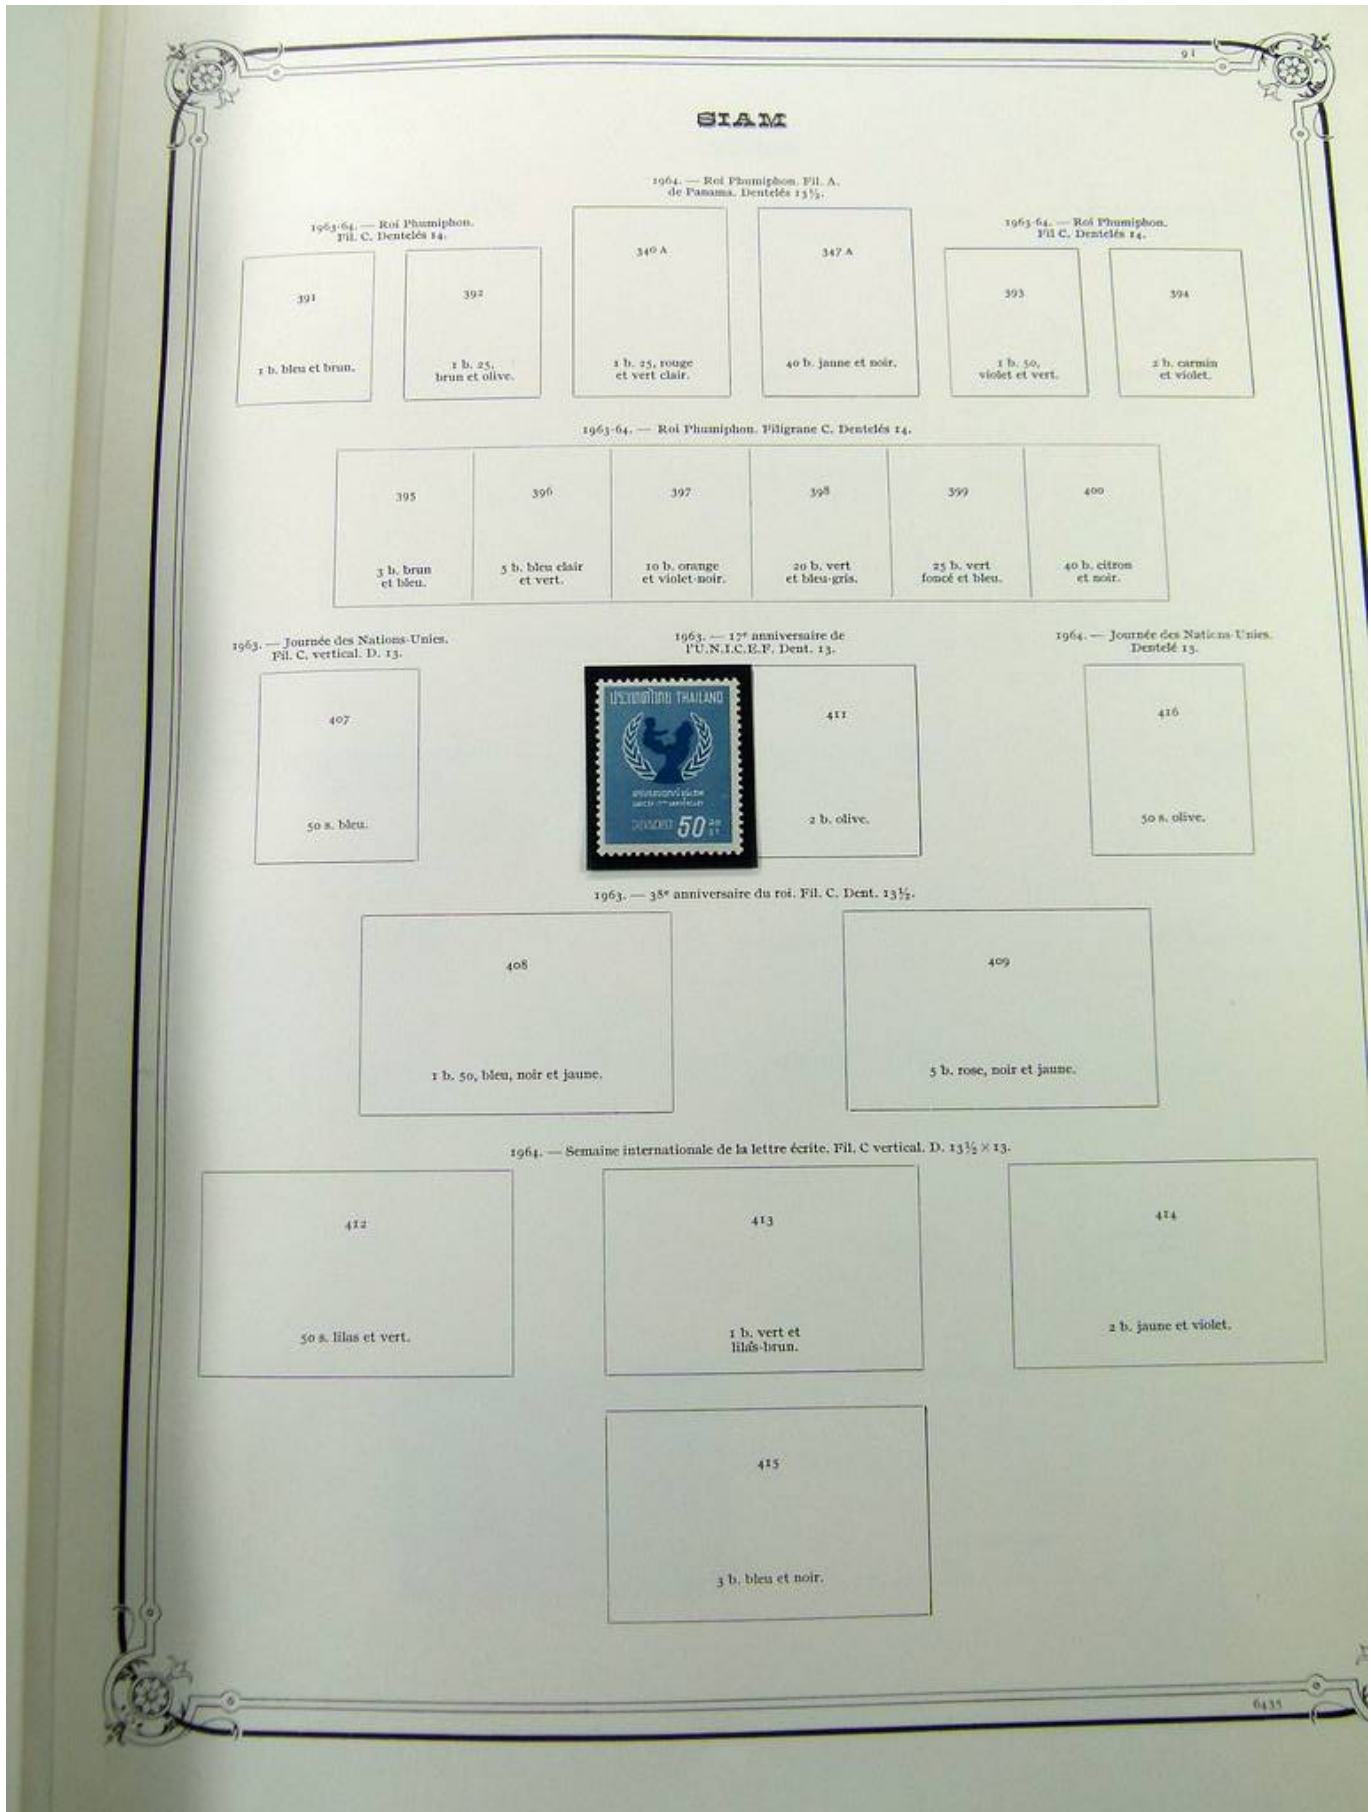 91
SIAM
1964. — Roi Phumiphon. Fil. A.
de Panama. Dentelés 13½.
1963-64. — Roi Phumiphon.
Fil. C. Dentelés 14.
1963-64. — Roi Phumiphon.
Fil C. Dentelés 14.
391
1 b. bleu et brun.
392
1 b. 25,
brun et olive.
340 A
1 b. 25, rouge
et vert clair.
347 A
40 b. jaune et noir.
393
1 b. 50,
violet et vert.
394
2 b. carmin
et violet.
1963-64. — Roi Phumiphon. Filigrane C. Dentelés 14.
395
3 b. brun
et bleu.
396
5 b. bleu clair
et vert.
397
10 b. orange
et violet-noir.
398
20 b. vert
et bleu-gris.
399
25 b. vert
foncé et bleu.
400
40 b. citron
et noir.
1963. — Journée des Nations-Unies.
Fil. C. vertical. D. 13.
407
50 s. bleu.
1963. — 17e anniversaire de
l'U.N.I.C.E.F. Dent. 13.
ประเทศไทย THAILAND
50
411
2 b. olive.
1964. — Journée des Nations-Unies.
Dentelé 13.
416
50 s. olive.
1963. — 38e anniversaire du roi. Fil. C. Dent. 13½.
408
1 b. 50, bleu, noir et jaune.
409
5 b. rose, noir et jaune.
1964. — Semaine internationale de la lettre écrite. Fil. C vertical. D. 13½ × 13.
412
50 s. lilas et vert.
413
1 b. vert et
lilas-brun.
414
2 b. jaune et violet.
415
3 b. bleu et noir.
6435